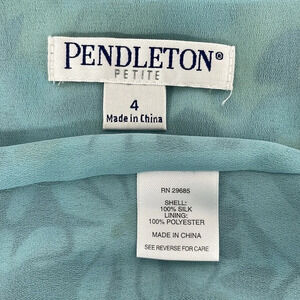 PENDLETON®
PETITE
4
Made in China
RN 29685
SHELL:
100% SILK
LINING:
100% POLYESTER
MADE IN CHINA
SEE REVERSE FOR CARE